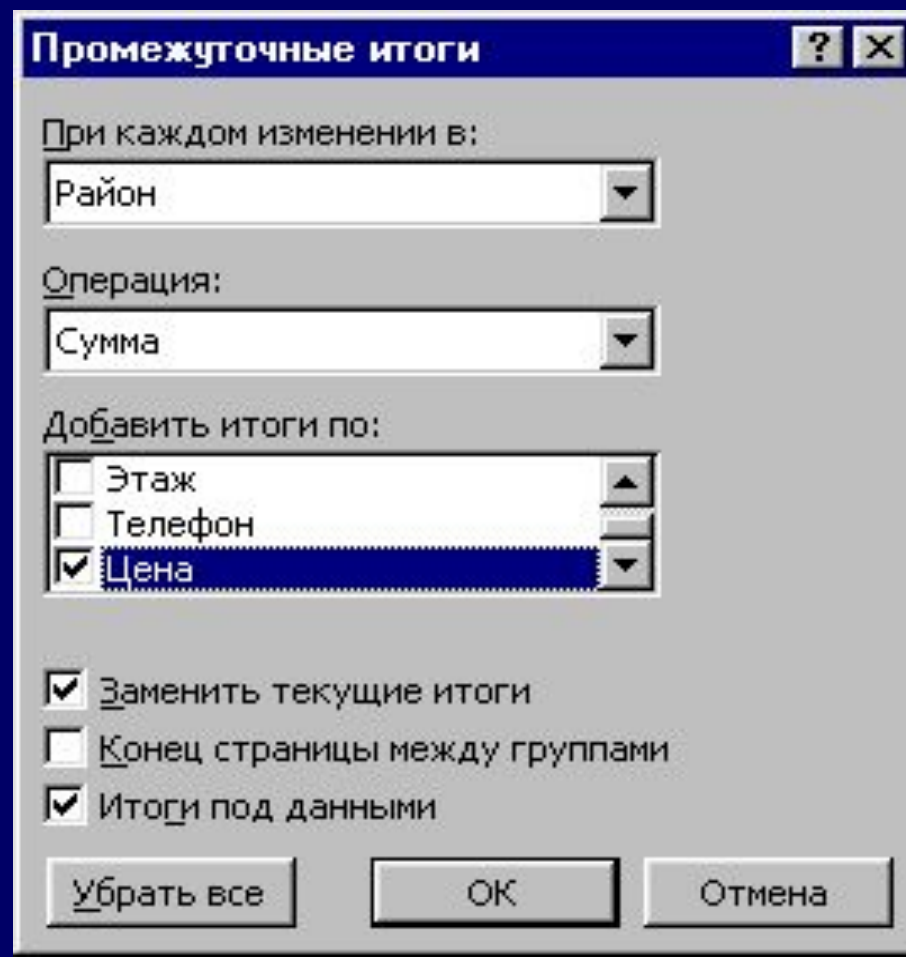 Промежуточные итоги
При каждом изменении в:
Район
Операция:
Сумма
Добавить итоги по:
Этаж
Телефон
Цена
Заменить текущие итоги
Конец страницы между группами
Итоги под данными
Убрать все ОК Отмена